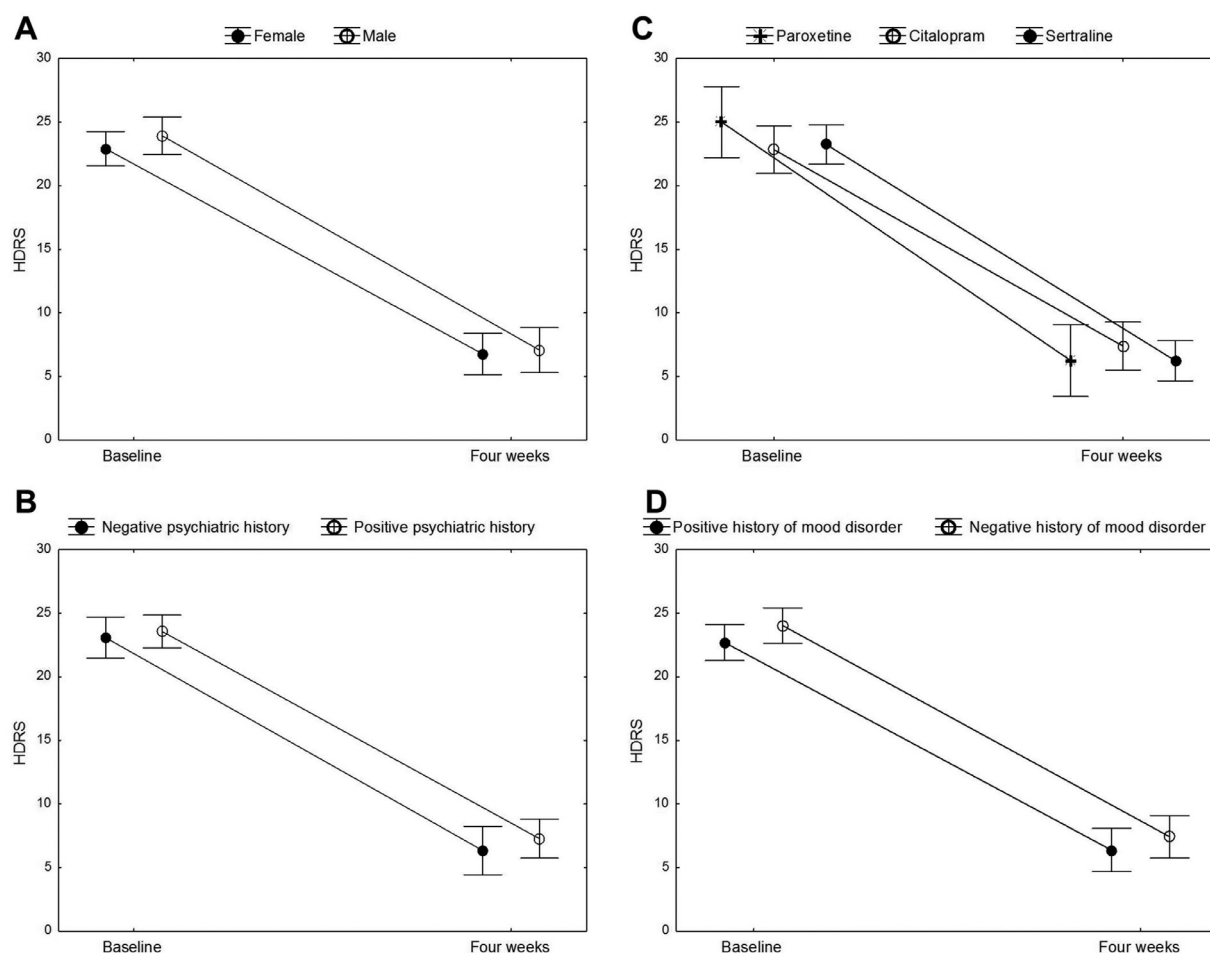 A
Female Male
30
25
20
15
10
5
0
HDRS
Baseline Four weeks
C
Paroxetine Citalopram Sertraline
30
25
20
15
10
5
0
HDRS
Baseline Four weeks
B
Negative psychiatric history Positive psychiatric history
30
25
20
15
10
5
0
HDRS
Baseline Four weeks
D
Positive history of mood disorder Negative history of mood disorder
30
25
20
15
10
5
0
HDRS
Baseline Four weeks